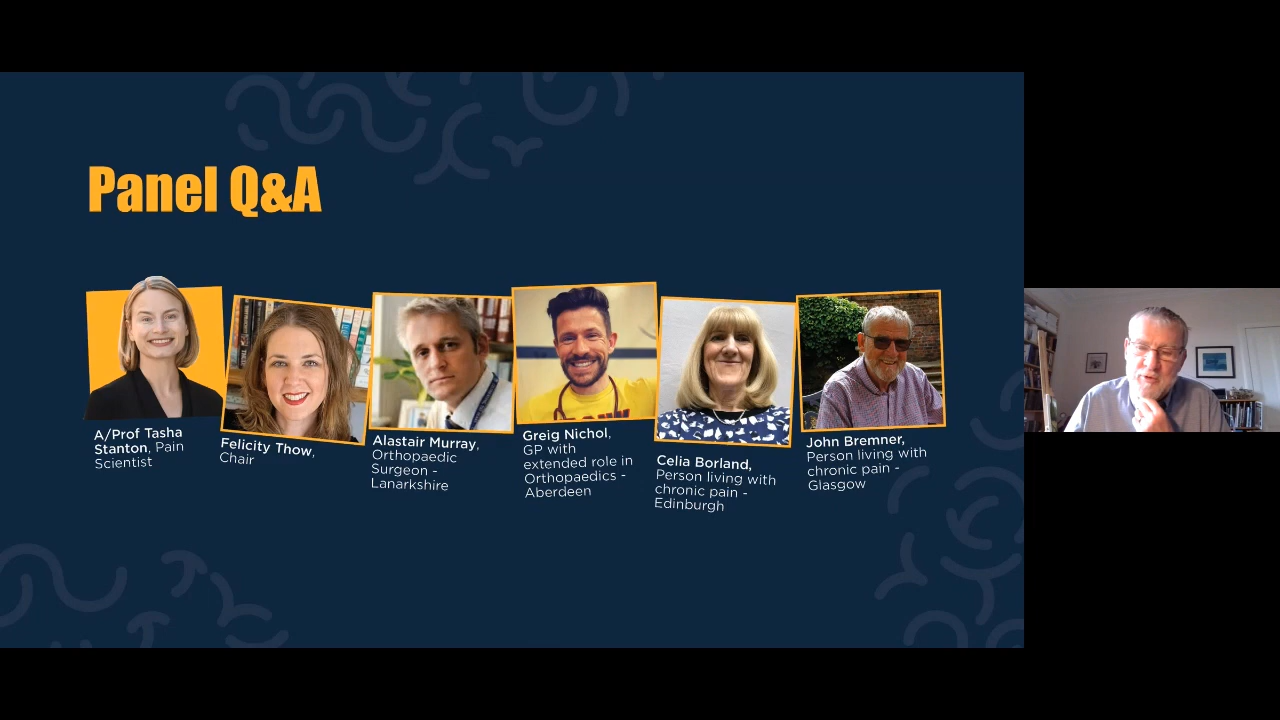 Panel Q&A
A/Prof Tasha
Stanton, Pain
Scientist
Felicity Thow,
Chair
Alastair Murray,
Orthopaedic
Surgeon -
Lanarkshire
Greig Nichol,
GP with
extended role in
Orthopaedics -
Aberdeen
Celia Borland,
Person living with
chronic pain -
Edinburgh
John Bremner,
Person living with
chronic pain -
Glasgow